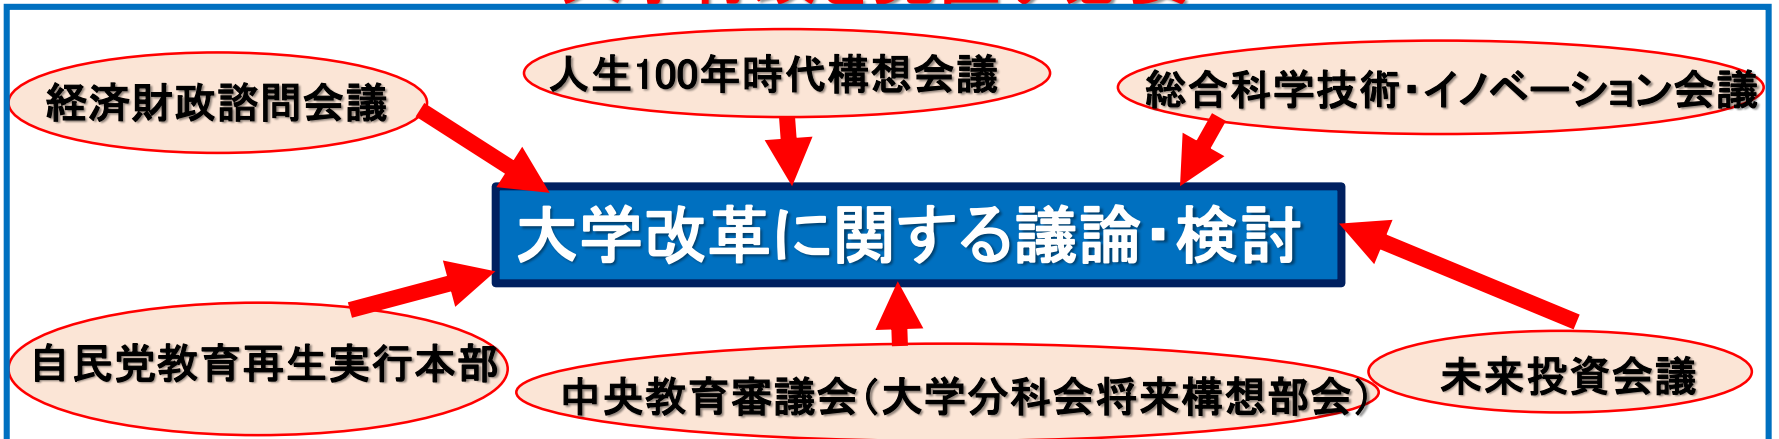 人生100年時代構想会議
経済財政諮問会議
総合科学技術・イノベーション会議
大学改革に関する議論・検討
自民党教育再生実行本部
中央教育審議会（大学分科会将来構想部会）
未来投資会議